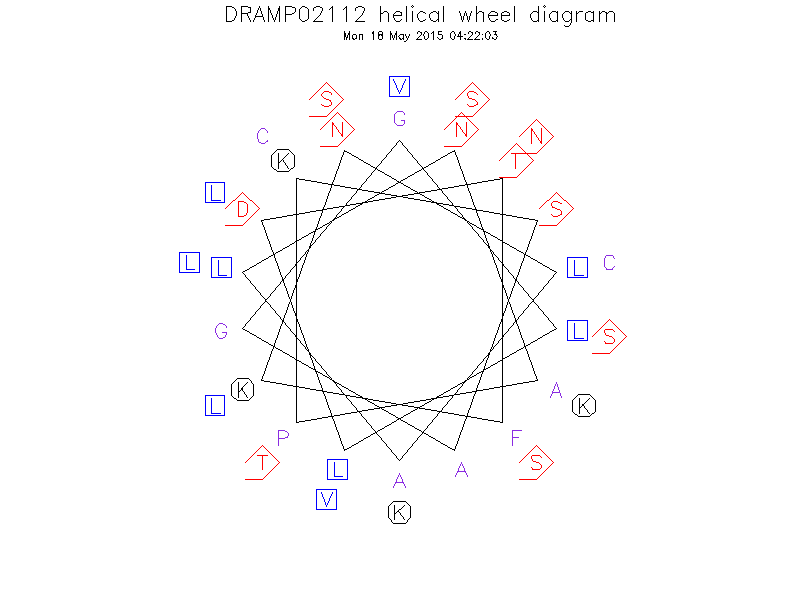 DRAMP02112 helical wheel diagram
Mon 18 May 2015 04:22:03
V
S S
G
N N
C N
K T
L
D S
L L L C
G L S
K A
L K
P F
T L A S
A
V
K